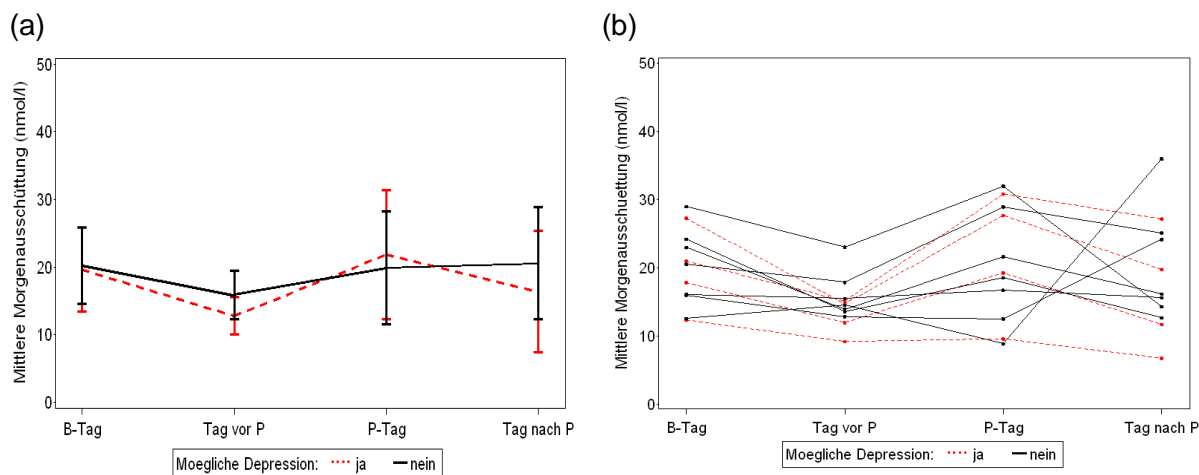 (a)
Mittlere Morgenausschüttung (nmol/l)
50
40
30
20
10
0
B-Tag Tag vor P P-Tag Tag nach P
Moegliche Depression: ja nein
(b)
Mittlere Morgenausschuettung (nmol/l)
50
40
30
20
10
0
B-Tag Tag vor P P-Tag Tag nach P
Moegliche Depression: ja nein